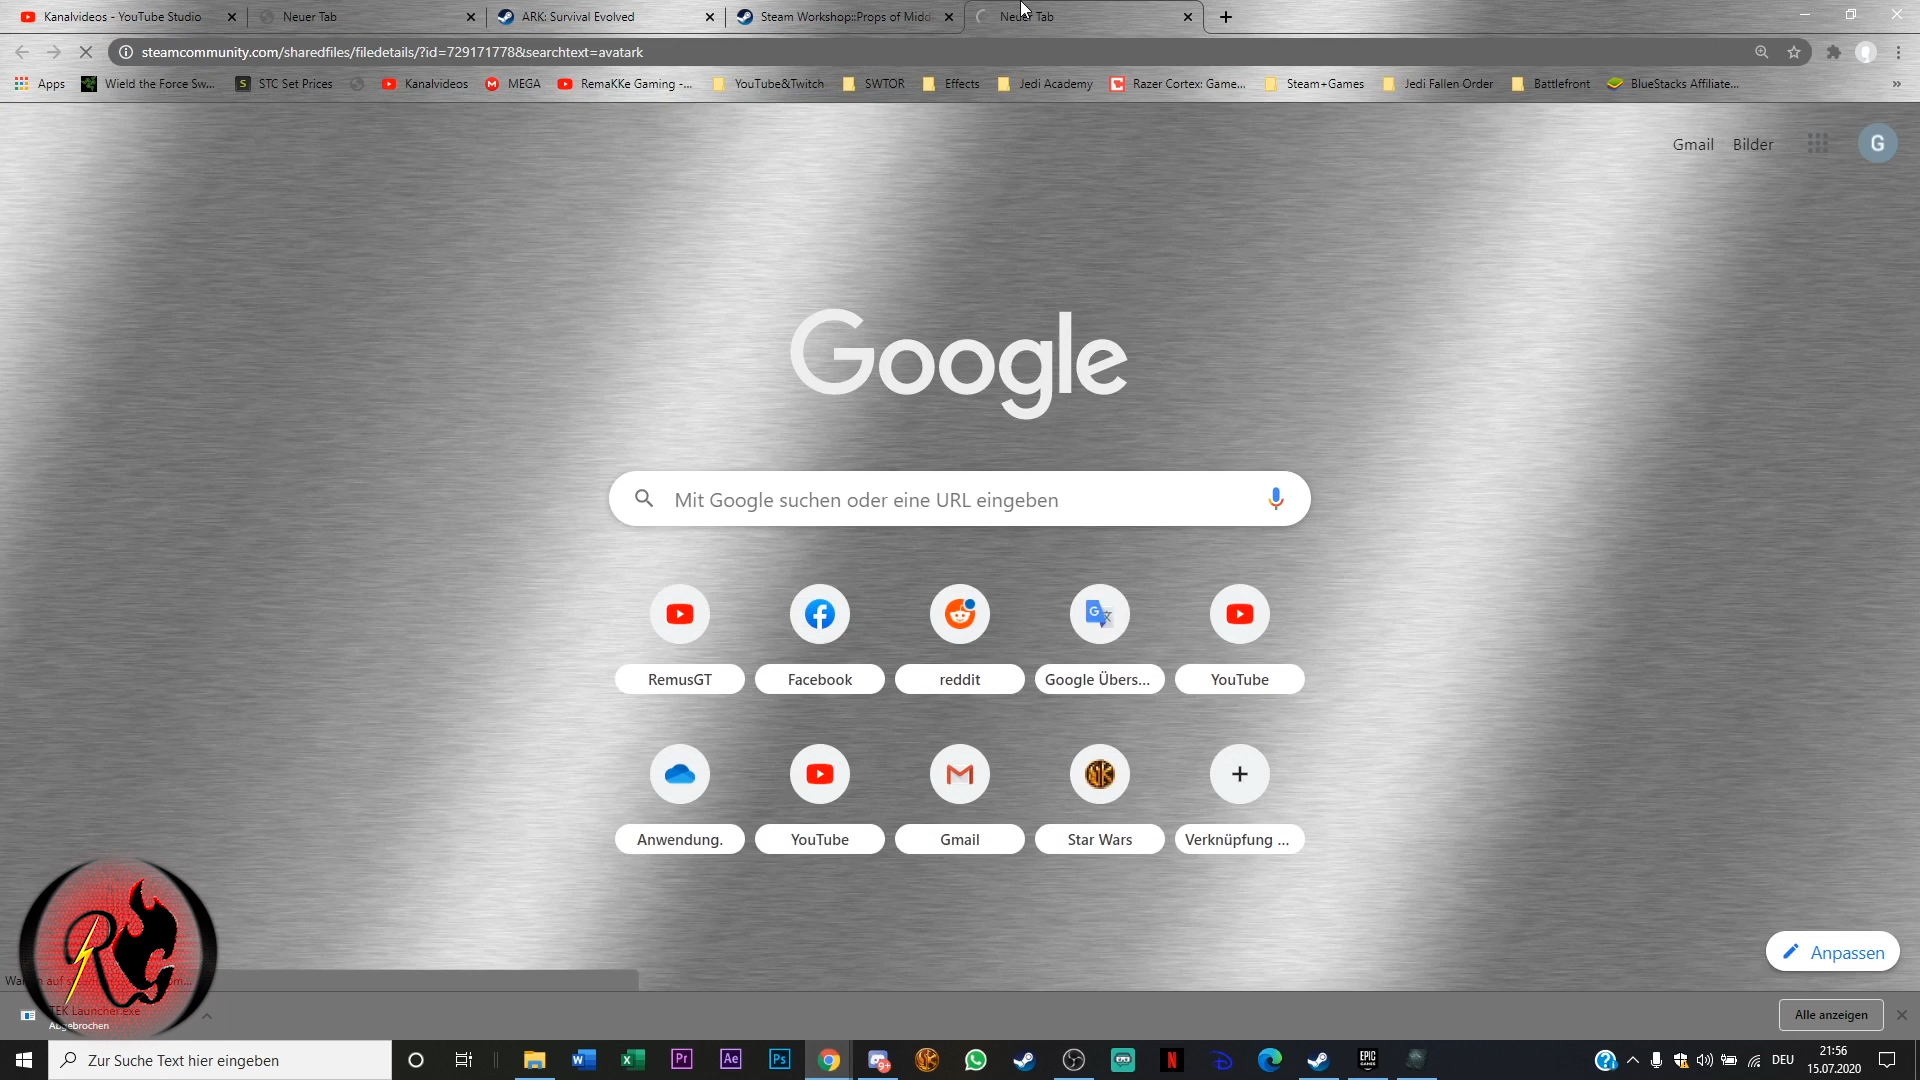 Kanalvideos - YouTube Studio
Neuer Tab
ARK: Survival Evolved
Steam Workshop::Props of Midd
Neuer Tab
steamcommunity.com/sharedfiles/filedetails/?id=729171778&searchtext=avatark
Apps
Wield the Force Sw...
STC Set Prices
Kanalvideos
MEGA
RemaKKe Gaming -...
YouTube&Twitch
SWTOR
Effects
Jedi Academy
Razer Cortex: Game...
Steam+Games
Jedi Fallen Order
Battlefront
BlueStacks Affiliate...
»
Gmail
Bilder
G
Google
Mit Google suchen oder eine URL eingeben
RemusGT
Facebook
reddit
Google Übers...
YouTube
Anwendung.
YouTube
Gmail
Star Wars
Verknüpfung ...
Anpassen
TEK Launcher.exe
Abgebrochen
Alle anzeigen
Zur Suche Text hier eingeben
DEU
21:56
15.07.2020